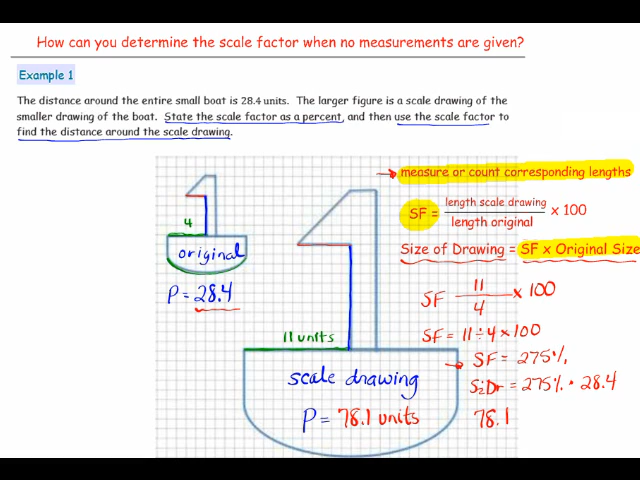 How can you determine the scale factor when no measurements are given?
Example 1
The distance around the entire small boat is 28.4 units. The larger figure is a scale drawing of the
smaller drawing of the boat. State the scale factor as a percent, and then use the scale factor to
find the distance around the scale drawing.
measure or count corresponding lengths
SF = length scale drawing / length original x 100
Size of Drawing = SF x Original Size
4
original
P = 28.4
11 units
scale drawing
P = 78.1 units
SF 11/4 x 100
SF = 11 ÷ 4 x 100
SF = 275%
SzDr = 275% · 28.4
78.1